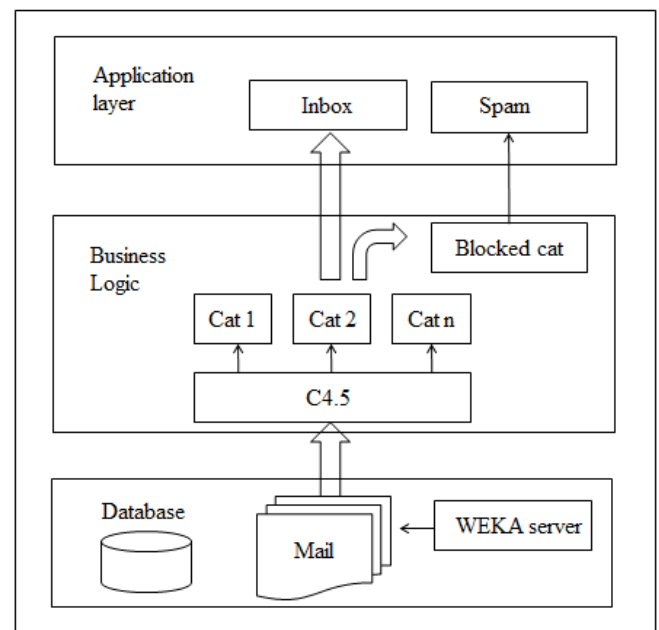 Application
layer
Inbox
Spam
Business
Logic
Blocked cat
Cat 1
Cat 2
Cat n
C4.5
Database
Mail
WEKA server